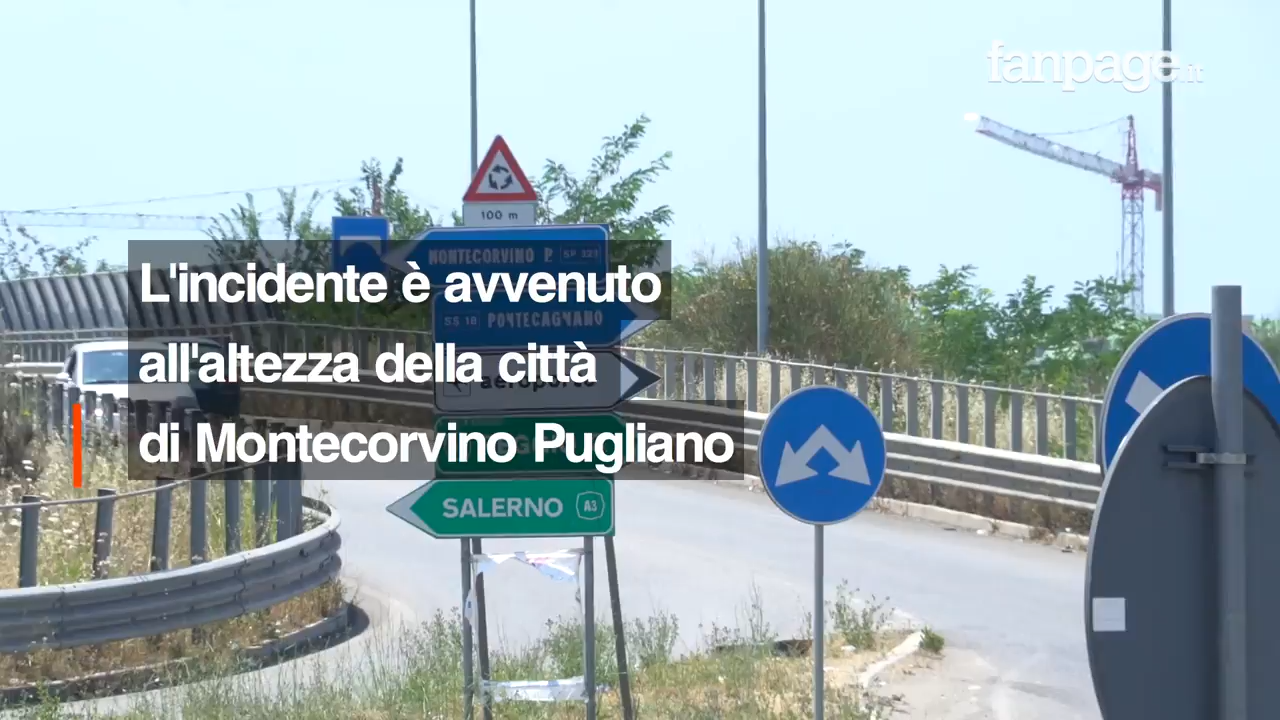 fanpage.it
100 m
MONTECORVINO P. SP 323
L'incidente è avvenuto
SS 18 PONTECAGNANO
all'altezza della città
aeroporto
di Montecorvino Pugliano
SALERNO A3